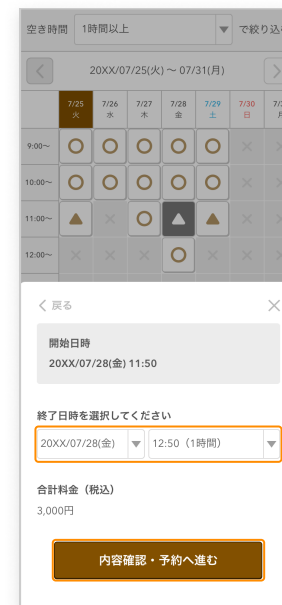 空き時間 1時間以上 ▼ で絞り込
20XX/07/25(火) ～ 07/31(月)
7/25 7/26 7/27 7/28 7/29 7/30
火 水 木 金 土 日
9:00～ ○ ○ ○ ○ ○ × ×
10:00～ ○ ○ ○ ○ ○ × ×
11:00～ ▲ × ○ ▲ ▲ × ×
12:00～ × × × ○ × × ×
戻る ×
開始日時
20XX/07/28(金) 11:50
終了日時を選択してください
20XX/07/28(金) ▼ 12:50（1時間） ▼
合計料金（税込）
3,000円
内容確認・予約へ進む